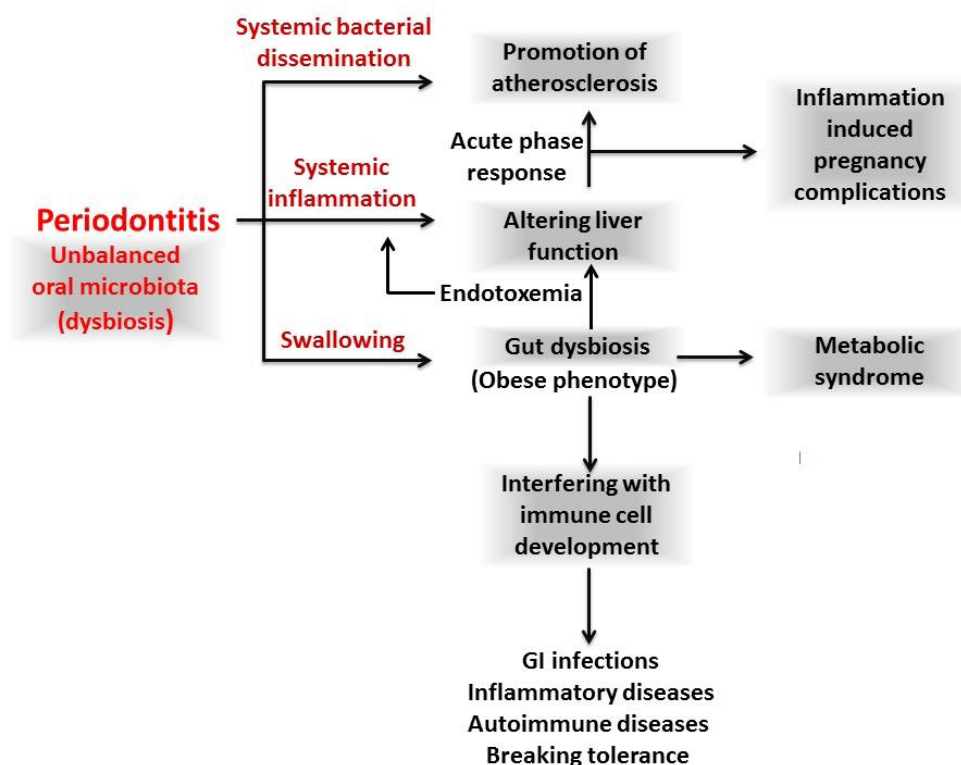 Systemic bacterial
dissemination
Promotion of
atherosclerosis
Inflammation
induced
pregnancy
complications
Acute phase
response
Systemic
inflammation
Periodontitis
Unbalanced
oral microbiota
(dysbiosis)
Altering liver
function
Endotoxemia
Swallowing
Gut dysbiosis
(Obese phenotype)
Metabolic
syndrome
Interfering with
immune cell
development
GI infections
Inflammatory diseases
Autoimmune diseases
Breaking tolerance